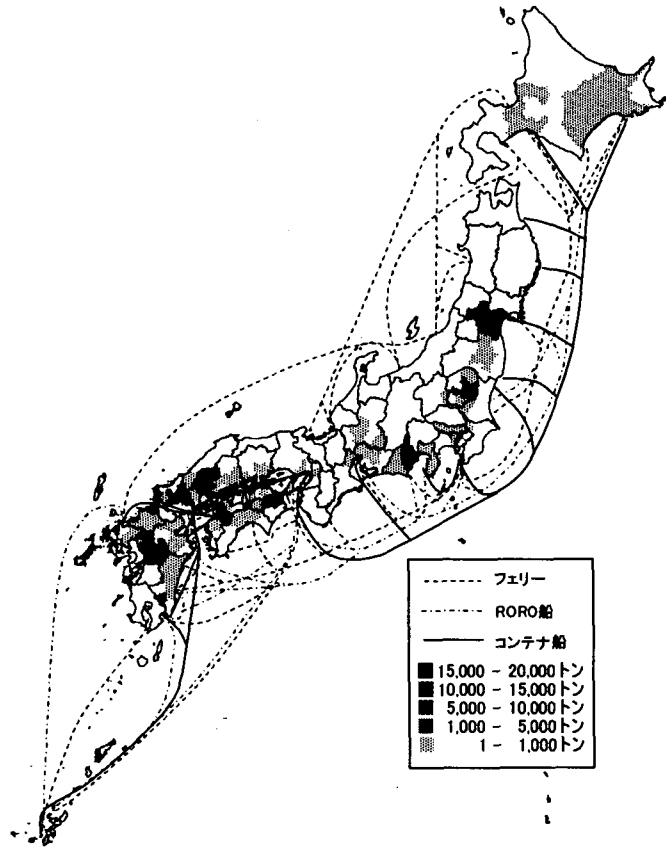 フェリー
RORO船
コンテナ船
15,000 - 20,000トン
10,000 - 15,000トン
5,000 - 10,000トン
1,000 - 5,000トン
1 - 1,000トン